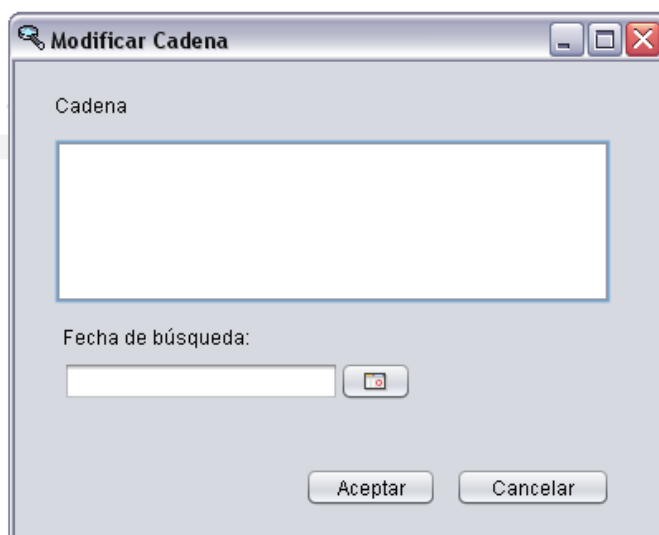 Modificar Cadena
Cadena
Fecha de búsqueda:
Aceptar Cancelar